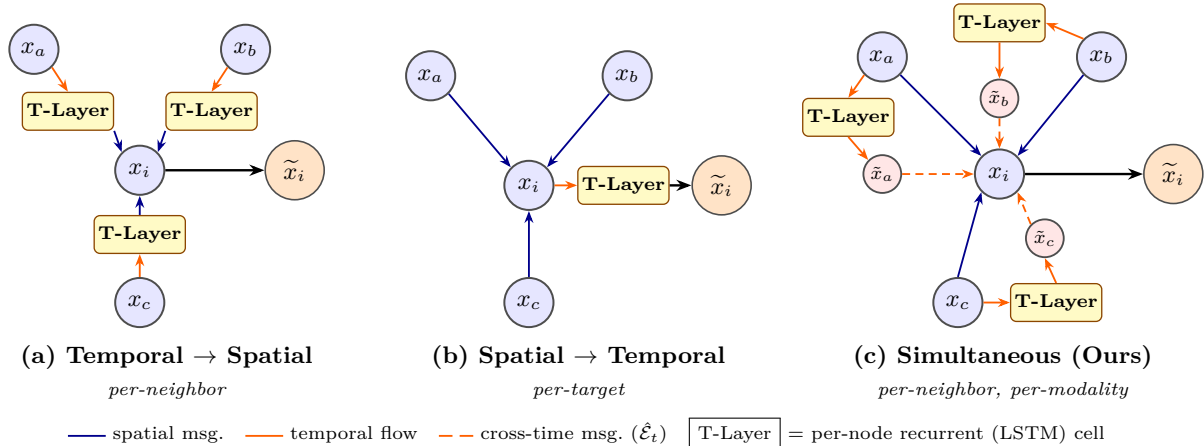 x_a
x_b
T-Layer
T-Layer
x_i
x̃_i
T-Layer
x_c
(a) Temporal → Spatial
per-neighbor
x_a
x_b
x_i
T-Layer
x̃_i
x_c
(b) Spatial → Temporal
per-target
T-Layer
x_a
x_b
x̃_b
T-Layer
x̃_a
x_i
x̃_i
x̃_c
x_c
T-Layer
(c) Simultaneous (Ours)
per-neighbor, per-modality
spatial msg. temporal flow cross-time msg. (ℰ̂_t) T-Layer = per-node recurrent (LSTM) cell